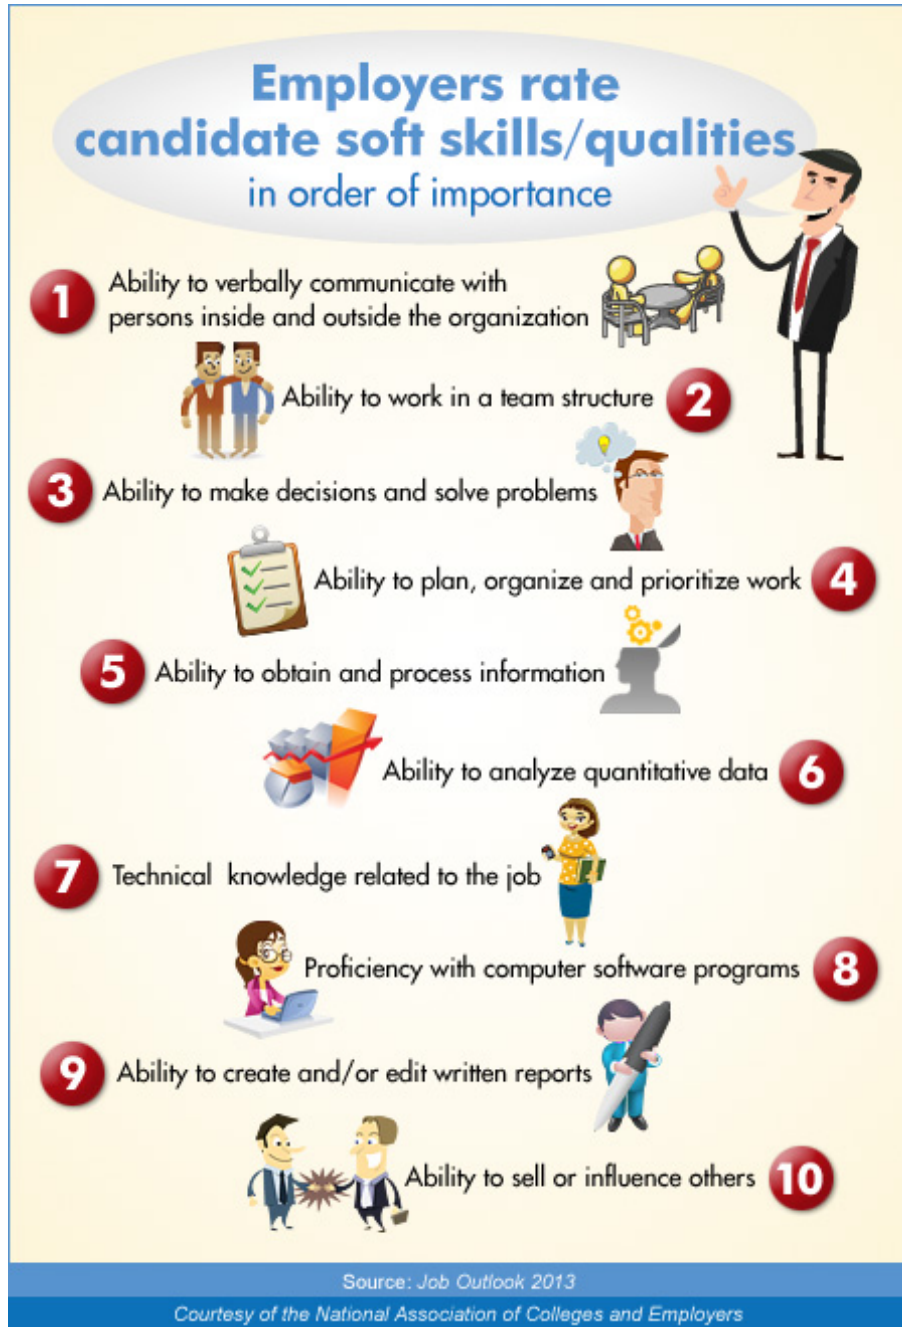 Employers rate
candidate soft skills/qualities
in order of importance
1
Ability to verbally communicate with
persons inside and outside the organization
Ability to work in a team structure
2
3
Ability to make decisions and solve problems
Ability to plan, organize and prioritize work
4
5
Ability to obtain and process information
Ability to analyze quantitative data
6
7
Technical knowledge related to the job
Proficiency with computer software programs
8
9
Ability to create and/or edit written reports
Ability to sell or influence others
10
Source: Job Outlook 2013
Courtesy of the National Association of Colleges and Employers